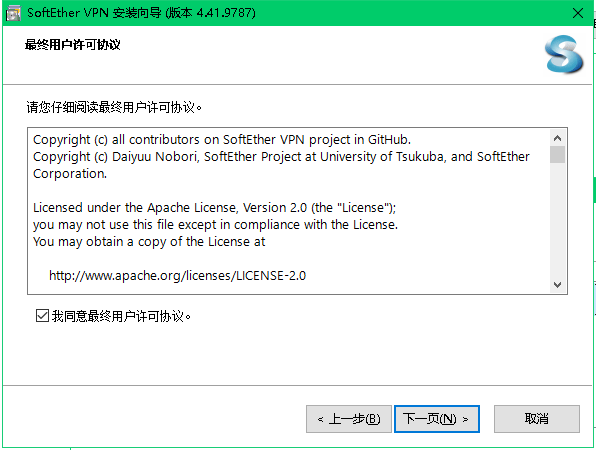 SoftEther VPN 安装向导 (版本 4.41.9787)
最终用户许可协议
请您仔细阅读最终用户许可协议。
Copyright (c) all contributors on SoftEther VPN project in GitHub.
Copyright (c) Daiyuu Nobori, SoftEther Project at University of Tsukuba, and SoftEther
Corporation.
Licensed under the Apache License, Version 2.0 (the "License");
you may not use this file except in compliance with the License.
You may obtain a copy of the License at
http://www.apache.org/licenses/LICENSE-2.0
我同意最终用户许可协议。
< 上一步(B) 下一页(N) > 取消